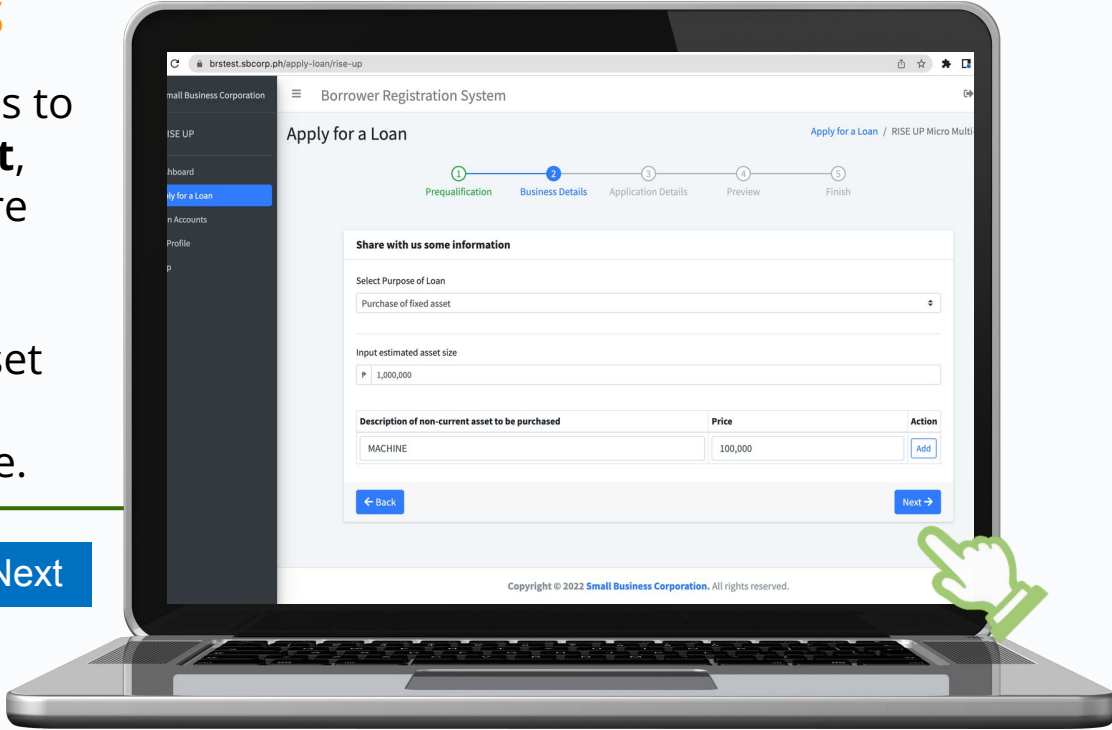 s to
t,
set
e.
Next
brstest.sbcorp.ph/apply-loan/rise-up
mall Business Corporation
Borrower Registration System
RISE UP
Apply for a Loan
Apply for a Loan / RISE UP Micro Multi-
hboard
ly for a Loan
n Accounts
Profile
p
1 2 3 4 5
Prequalification Business Details Application Details Preview Finish
Share with us some information
Select Purpose of Loan
Purchase of fixed asset
Input estimated asset size
₱ 1,000,000
Description of non-current asset to be purchased Price Action
MACHINE 100,000 Add
← Back Next →
Copyright © 2022 Small Business Corporation. All rights reserved.